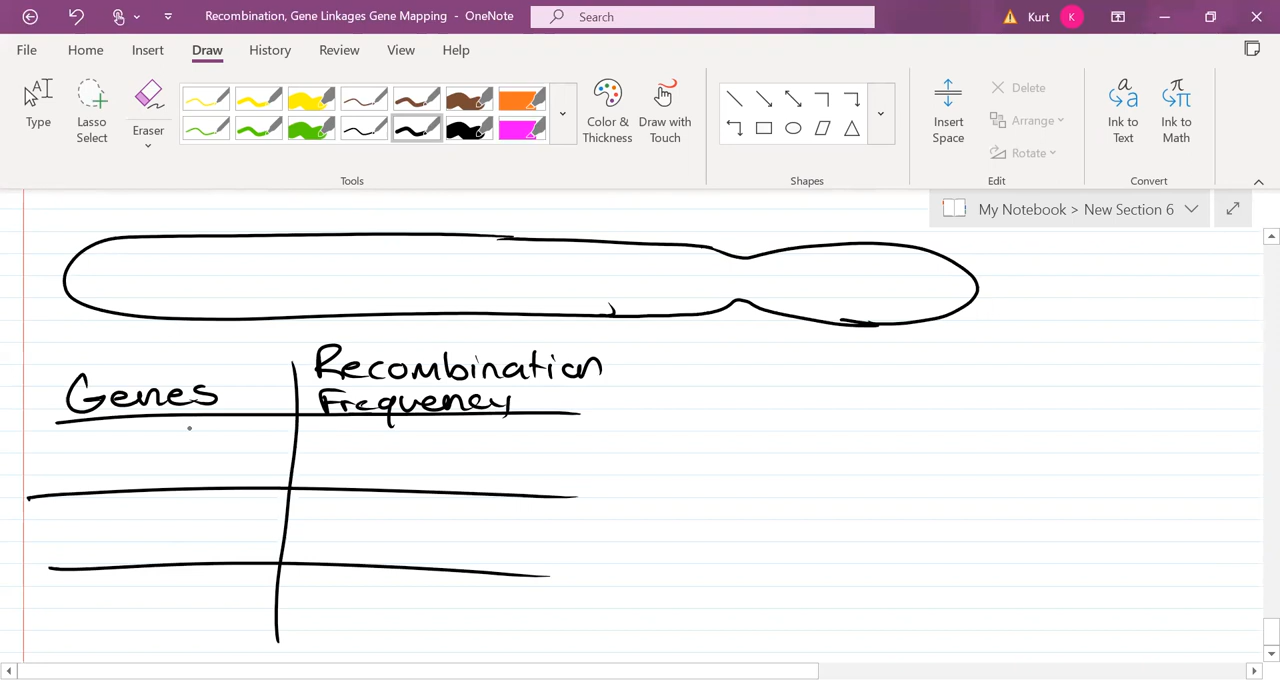 Recombination, Gene Linkages Gene Mapping - OneNote
Search
Kurt
K
File Home Insert Draw History Review View Help
Type
Lasso Select
Eraser
Color & Thickness
Draw with Touch
Insert Space
Delete
Arrange
Rotate
Ink to Text
Ink to Math
Tools
Shapes
Edit
Convert
My Notebook > New Section 6
Genes
Recombination
Frequency